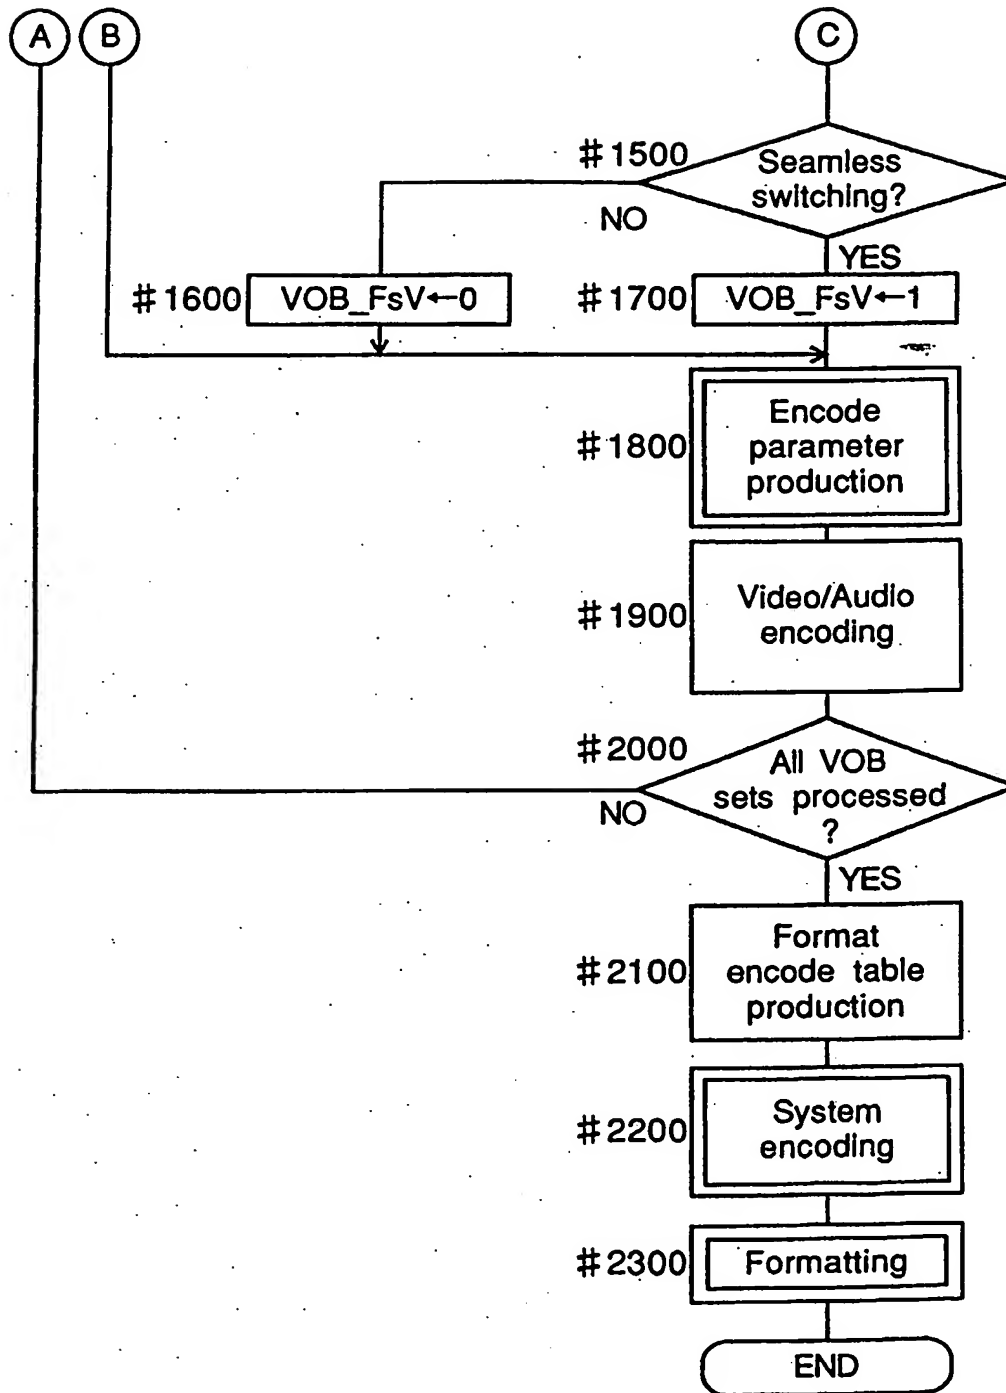 A
B
C
#1500
Seamless
switching?
NO
YES
#1600
VOB_FsV←0
#1700
VOB_FsV←1
#1800
Encode
parameter
production
#1900
Video/Audio
encoding
#2000
All VOB
sets processed
?
NO
YES
#2100
Format
encode table
production
#2200
System
encoding
#2300
Formatting
END